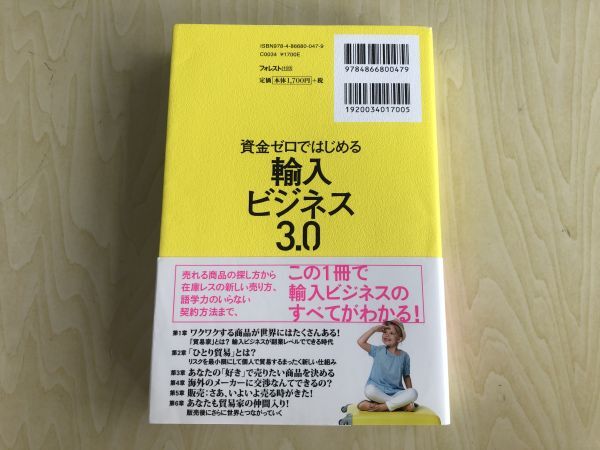 ISBN978-4-86680-047-9
C0034 ¥1700E
フォレスト出版
定価 本体1,700円 +税
9784866800479
1920034017005
資金ゼロではじめる
輸入
ビジネス
3.0
売れる商品の探し方から
在庫レスの新しい売り方、
語学力のいらない
契約方法まで、
この1冊で
輸入ビジネスの
すべてがわかる!
第1章 ワクワクする商品が世界にはたくさんある!
「貿易家」とは? 輸入ビジネスが副業レベルでできる時代
第2章 「ひとり貿易」とは?
リスクを最小限にして個人で貿易するまったく新しい仕組み
第3章 あなたの「好き」で売りたい商品を決める
第4章 海外のメーカーに交渉なんてできるの?
第5章 販売:さあ、いよいよ売る時がきた!
第6章 あなたも貿易家の仲間入り!
販売後にさらに世界とつながっていく